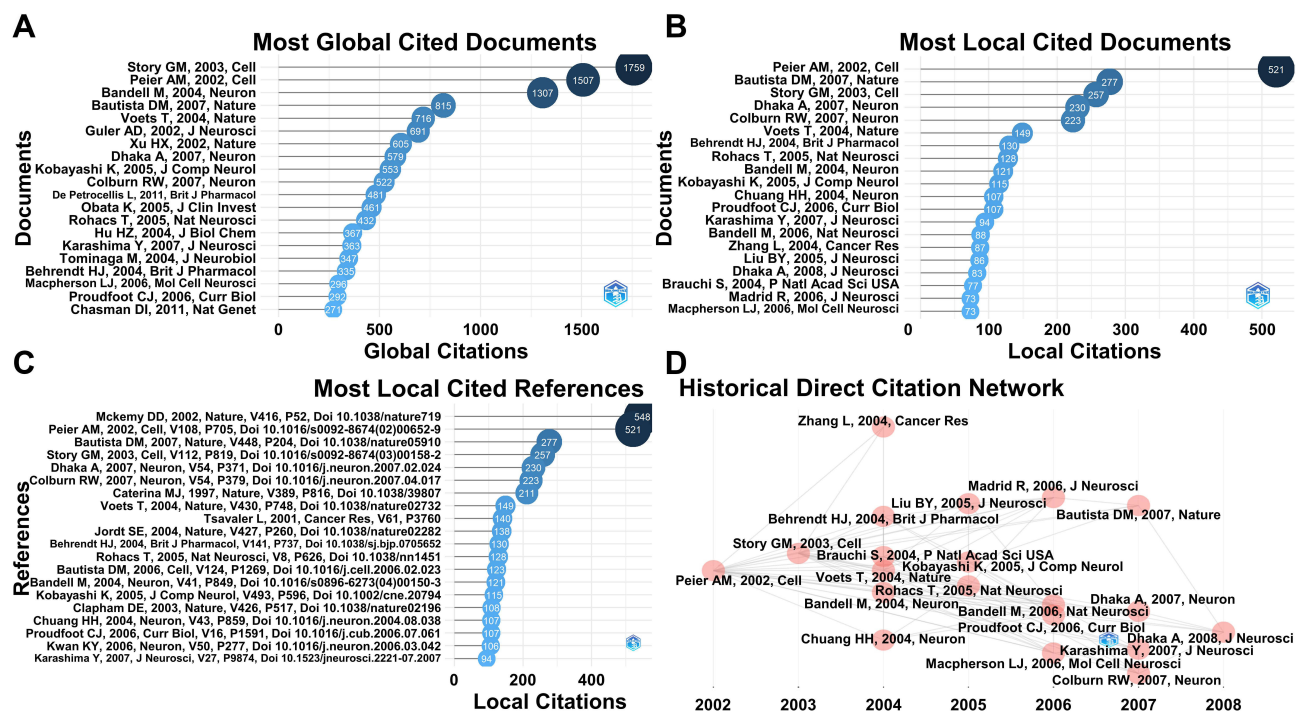 A
Most Global Cited Documents
Documents
Story GM, 2003, Cell 1759
Peier AM, 2002, Cell 1507
Bandell M, 2004, Neuron 1307
Bautista DM, 2007, Nature 815
Voets T, 2004, Nature 716
Guler AD, 2002, J Neurosci 691
Xu HX, 2002, Nature 605
Dhaka A, 2007, Neuron 579
Kobayashi K, 2005, J Comp Neurol 553
Colburn RW, 2007, Neuron 522
De Petrocellis L, 2011, Brit J Pharmacol 481
Obata K, 2005, J Clin Invest 461
Rohacs T, 2005, Nat Neurosci 432
Hu HZ, 2004, J Biol Chem 367
Karashima Y, 2007, J Neurosci 363
Tominaga M, 2004, J Neurobiol 347
Behrendt HJ, 2004, Brit J Pharmacol 335
Macpherson LJ, 2006, Mol Cell Neurosci 296
Proudfoot CJ, 2006, Curr Biol 292
Chasman DI, 2011, Nat Genet 271
0 500 1000 1500
Global Citations
B
Most Local Cited Documents
Documents
Peier AM, 2002, Cell 521
Bautista DM, 2007, Nature 277
Story GM, 2003, Cell 257
Dhaka A, 2007, Neuron 230
Colburn RW, 2007, Neuron 223
Voets T, 2004, Nature 149
Behrendt HJ, 2004, Brit J Pharmacol 130
Rohacs T, 2005, Nat Neurosci 128
Bandell M, 2004, Neuron 121
Kobayashi K, 2005, J Comp Neurol 115
Chuang HH, 2004, Neuron 107
Proudfoot CJ, 2006, Curr Biol 107
Karashima Y, 2007, J Neurosci 94
Bandell M, 2006, Nat Neurosci 88
Zhang L, 2004, Cancer Res 87
Liu BY, 2005, J Neurosci 86
Dhaka A, 2008, J Neurosci 83
Brauchi S, 2004, P Natl Acad Sci USA 77
Madrid R, 2006, J Neurosci 73
Macpherson LJ, 2006, Mol Cell Neurosci 73
0 100 200 300 400 500
Local Citations
C
Most Local Cited References
References
Mckemy DD, 2002, Nature, V416, P52, Doi 10.1038/nature719 548
Peier AM, 2002, Cell, V108, P705, Doi 10.1016/s0092-8674(02)00652-9 521
Bautista DM, 2007, Nature, V448, P204, Doi 10.1038/nature05910 277
Story GM, 2003, Cell, V112, P819, Doi 10.1016/s0092-8674(03)00158-2 257
Dhaka A, 2007, Neuron, V54, P371, Doi 10.1016/j.neuron.2007.02.024 230
Colburn RW, 2007, Neuron, V54, P379, Doi 10.1016/j.neuron.2007.04.017 223
Caterina MJ, 1997, Nature, V389, P816, Doi 10.1038/39807 211
Voets T, 2004, Nature, V430, P748, Doi 10.1038/nature02732 149
Tsavaler L, 2001, Cancer Res, V61, P3760 140
Jordt SE, 2004, Nature, V427, P260, Doi 10.1038/nature02282 138
Behrendt HJ, 2004, Brit J Pharmacol, V141, P737, Doi 10.1038/sj.bjp.0705652 130
Rohacs T, 2005, Nat Neurosci, V8, P626, Doi 10.1038/nn1451 128
Bautista DM, 2006, Cell, V124, P1269, Doi 10.1016/j.cell.2006.02.023 123
Bandell M, 2004, Neuron, V41, P849, Doi 10.1016/s0896-6273(04)00150-3 121
Kobayashi K, 2005, J Comp Neurol, V493, P596, Doi 10.1002/cne.20794 115
Clapham DE, 2003, Nature, V426, P517, Doi 10.1038/nature02196 108
Chuang HH, 2004, Neuron, V43, P859, Doi 10.1016/j.neuron.2004.08.038 107
Proudfoot CJ, 2006, Curr Biol, V16, P1591, Doi 10.1016/j.cub.2006.07.061 107
Kwan KY, 2006, Neuron, V50, P277, Doi 10.1016/j.neuron.2006.03.042 106
Karashima Y, 2007, J Neurosci, V27, P9874, Doi 10.1523/jneurosci.2221-07.2007 94
0 200 400
Local Citations
D
Historical Direct Citation Network
Zhang L, 2004, Cancer Res
Madrid R, 2006, J Neurosci
Liu BY, 2005, J Neurosci
Bautista DM, 2007, Nature
Behrendt HJ, 2004, Brit J Pharmacol
Story GM, 2003, Cell
Brauchi S, 2004, P Natl Acad Sci USA
Kobayashi K, 2005, J Comp Neurol
Peier AM, 2002, Cell
Voets T, 2004, Nature
Rohacs T, 2005, Nat Neurosci
Bandell M, 2004, Neuron
Dhaka A, 2007, Neuron
Bandell M, 2006, Nat Neurosci
Proudfoot CJ, 2006, Curr Biol
Chuang HH, 2004, Neuron
Dhaka A, 2008, J Neurosci
Karashima Y, 2007, J Neurosci
Macpherson LJ, 2006, Mol Cell Neurosci
Colburn RW, 2007, Neuron
2002 2003 2004 2005 2006 2007 2008